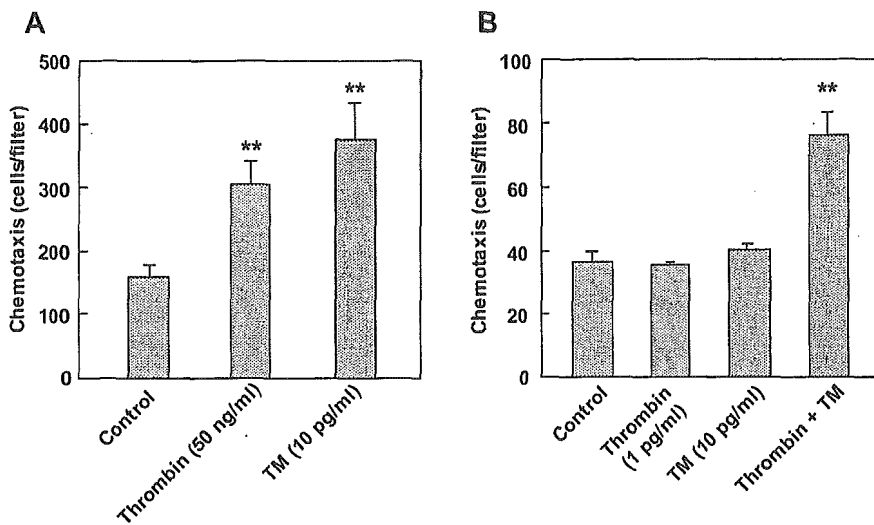 A
Chemotaxis (cells/filter)
500
400
300
200
100
0
**
**
Control
Thrombin (50 ng/ml)
TM (10 pg/ml)
B
Chemotaxis (cells/filter)
100
80
60
40
20
0
**
Control
Thrombin
(1 pg/ml)
TM (10 pg/ml)
Thrombin + TM